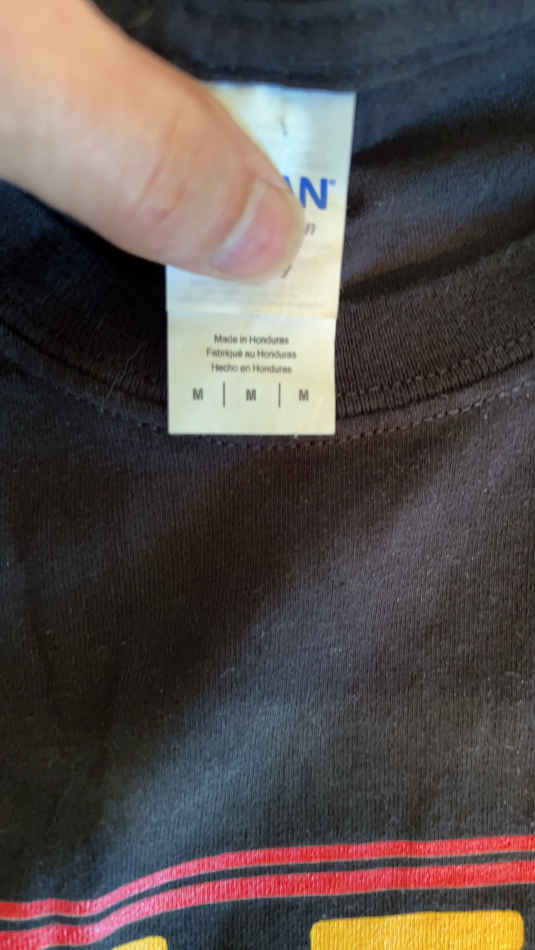 AN®
n
y
Made in Honduras
Fabriqué au Honduras
Hecho en Honduras
M | M | M